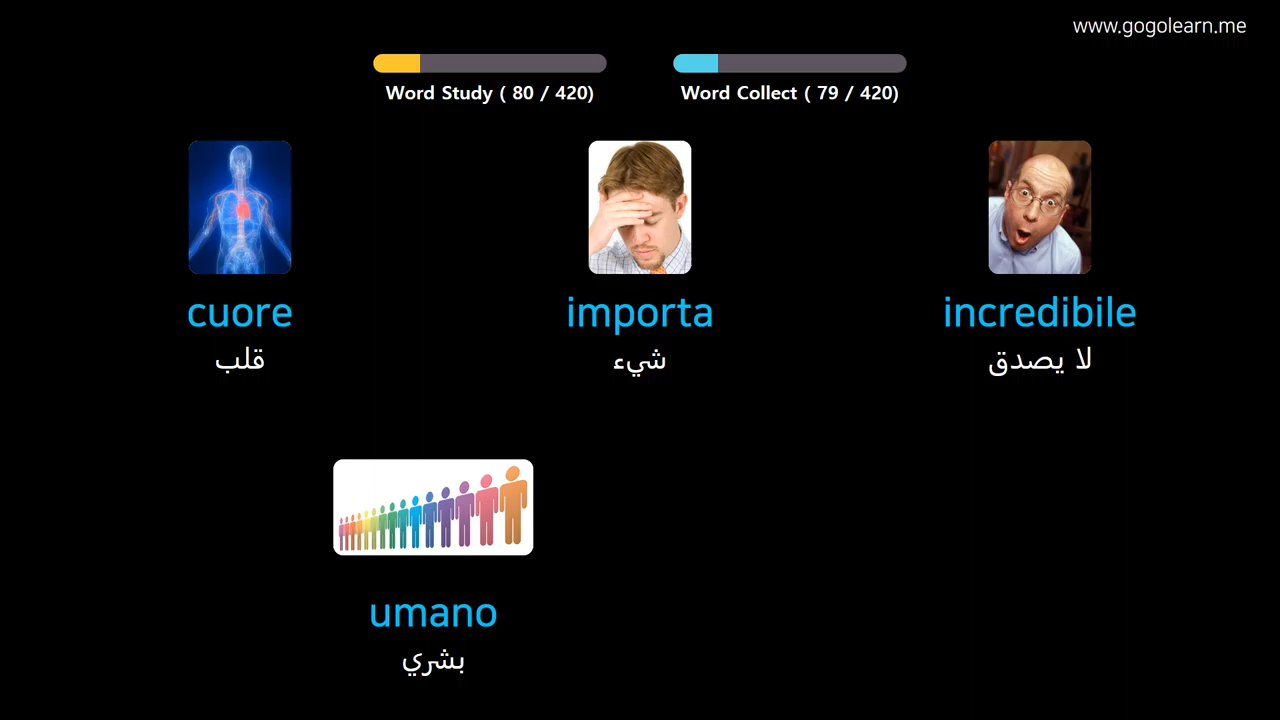 www.gogolearn.me
Word Study ( 80 / 420)
Word Collect ( 79 / 420)
cuore
قلب
importa
شيء
incredibile
لا يصدق
umano
بشري